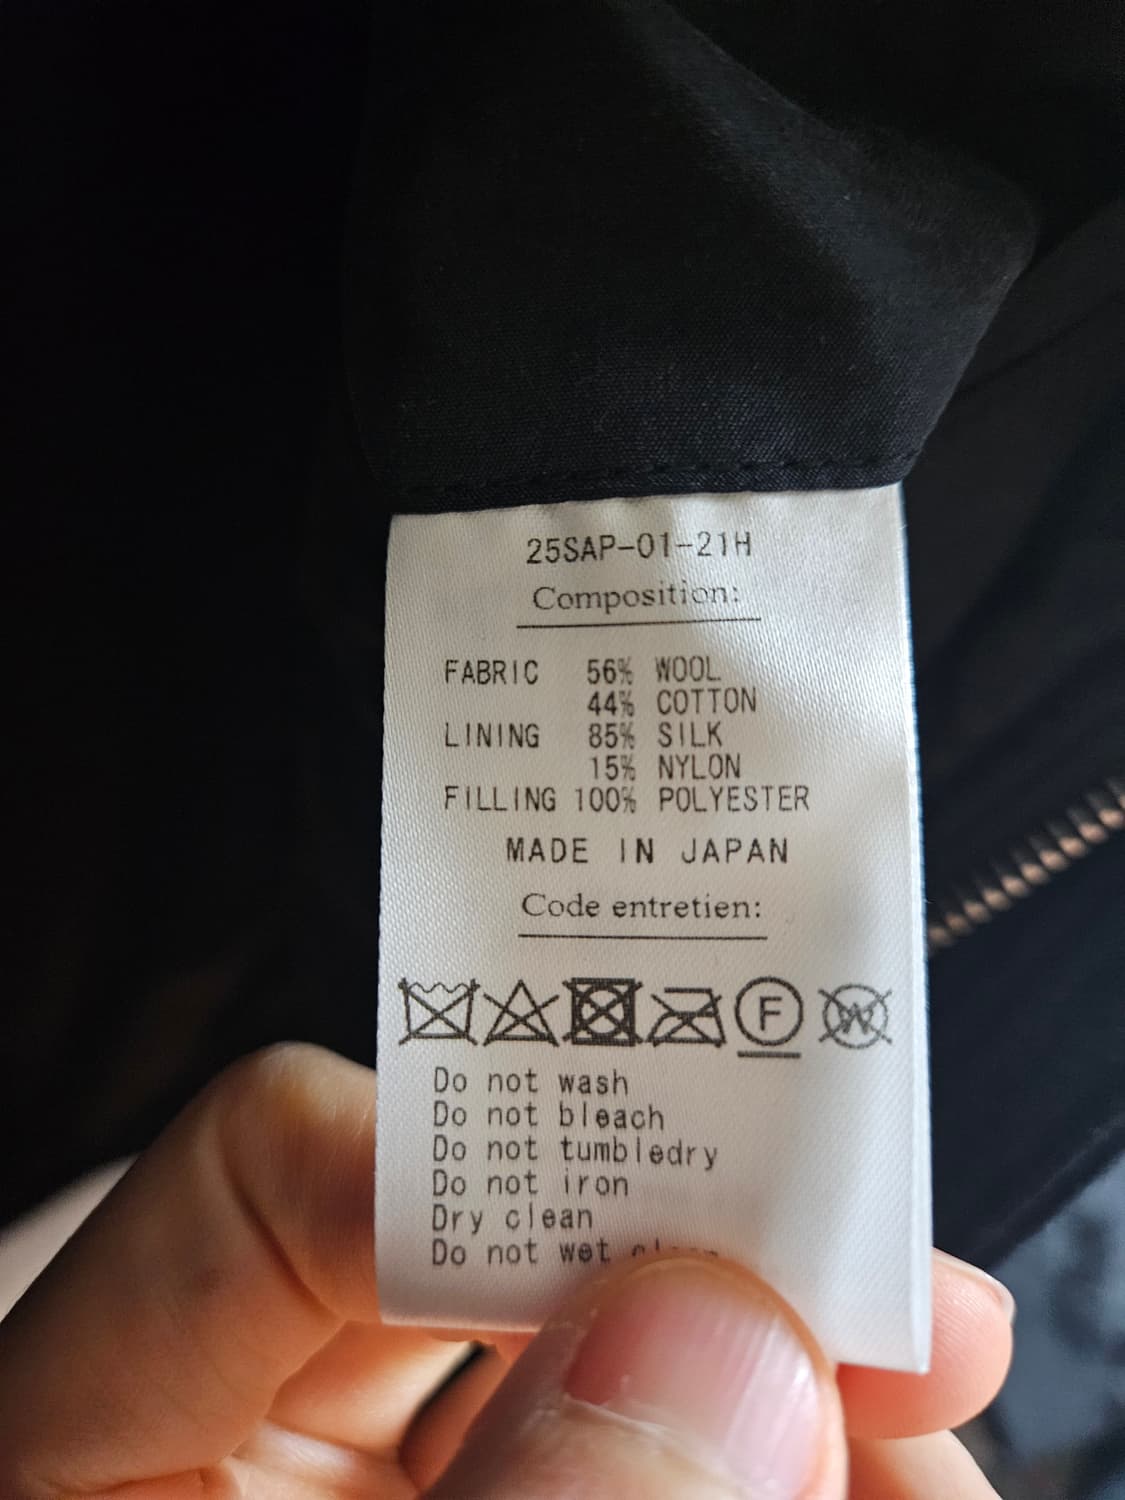 25SAP-01-21H
Composition:
FABRIC 56% WOOL
44% COTTON
LINING 85% SILK
15% NYLON
FILLING 100% POLYESTER
MADE IN JAPAN
Code entretien:
F W
Do not wash
Do not bleach
Do not tumbledry
Do not iron
Dry clean
Do not wet